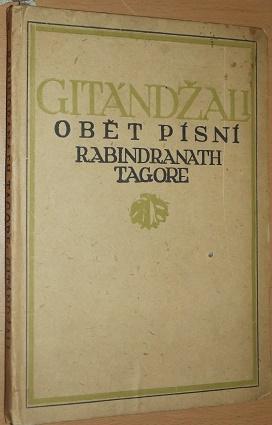 GITÁNDŽALI
OBĚT PÍSNÍ
RABINDRANATH
TAGORE